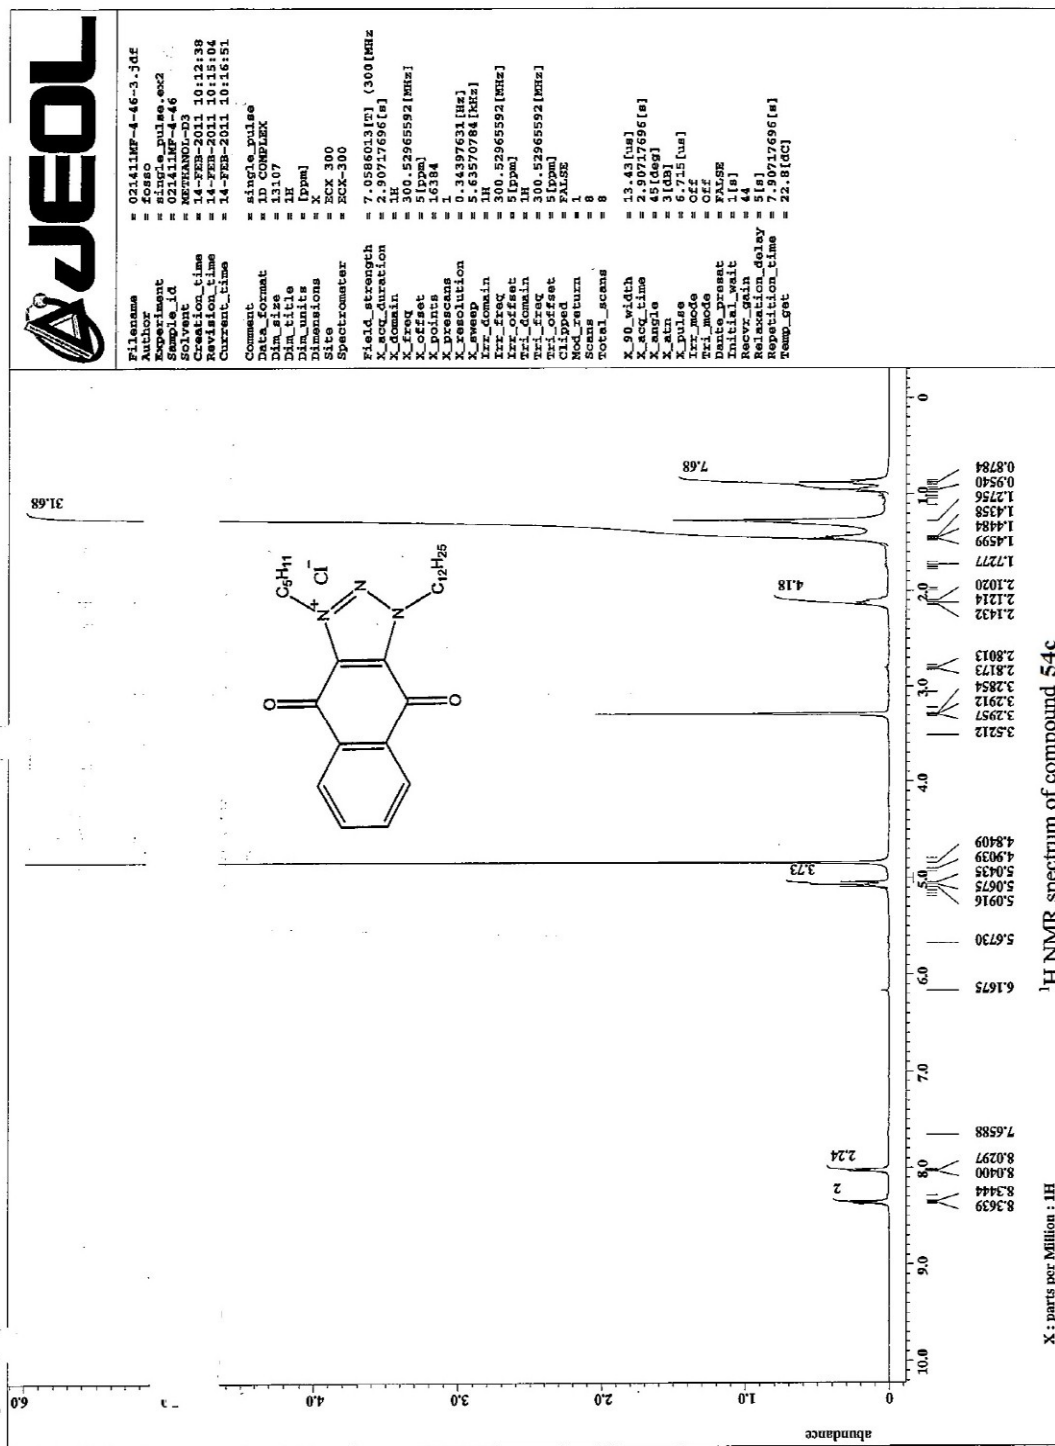 JEOL
Filename = 021411MF-4-46-3.jdf
Author = fosso
Experiment = single_pulse.ex2
Sample_id = 021411MF-4-46
Solvent = METHANOL-D3
Creation_time = 14-FEB-2011 10:12:38
Revision_time = 14-FEB-2011 10:15:04
Current_time = 14-FEB-2011 10:16:51
Comment = single_pulse
Data_format = 1D COMPLEX
Dim_size = 13107
Dim_title = 1H
Dim_units = [ppm]
Dimensions = X
Site = ECX 300
Spectrometer = ECX-300
Field_strength = 7.0586013[T] (300[MHz
X_acq_duration = 2.90717696[s]
X_domain = 1H
X_freq = 300.52965592[MHz]
X_offset = 5[ppm]
X_points = 16384
X_prescans = 1
X_resolution = 0.34397631[Hz]
X_sweep = 5.63570784[kHz]
Irr_domain = 1H
Irr_freq = 300.52965592[MHz]
Irr_offset = 5[ppm]
Tri_domain = 1H
Tri_freq = 300.52965592[MHz]
Tri_offset = 5[ppm]
Clipped = FALSE
Mod_return = 1
Scans = 8
Total_scans = 8
X_90_width = 13.43[us]
X_acq_time = 2.90717696[s]
X_angle = 45[deg]
X_atn = 3[dB]
X_pulse = 6.715[us]
Irr_mode = Off
Tri_mode = Off
Dante_presat = FALSE
Initial_wait = 1[s]
Recvr_gain = 44
Relaxation_delay = 5[s]
Repetition_time = 7.90717696[s]
Temp_get = 22.8[dC]
abundance
0 1.0 2.0 3.0 4.0 6.0
2 2.24 3.73 4.18 31.68 7.68
O
O
N+
N
N
C5H11
Cl−
C12H25
10.0 9.0 8.0 7.0 6.0 5.0 4.0 3.0 2.0 1.0 0
8.3639
8.3444
8.0400
8.0297
7.6588
6.1675
5.6730
5.0916
5.0675
5.0435
4.9039
4.8409
3.5212
3.2957
3.2912
3.2854
2.8173
2.8013
2.1432
2.1214
2.1020
1.7277
1.4599
1.4484
1.4358
1.2756
0.9540
0.8784
X : parts per Million : 1H
1H NMR spectrum of compound 54c